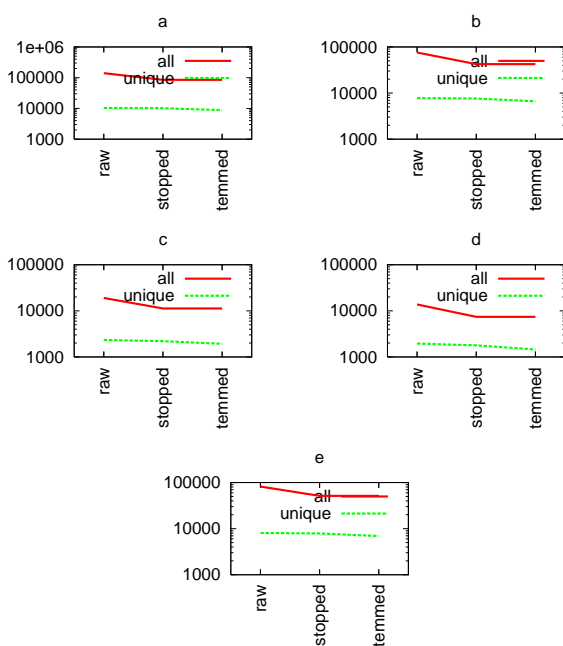 a
1e+06
100000
10000
1000
all
unique
raw
stopped
temmed
b
100000
10000
1000
all
unique
raw
stopped
temmed
c
100000
10000
1000
all
unique
raw
stopped
temmed
d
100000
10000
1000
all
unique
raw
stopped
temmed
e
100000
10000
1000
all
unique
raw
stopped
temmed